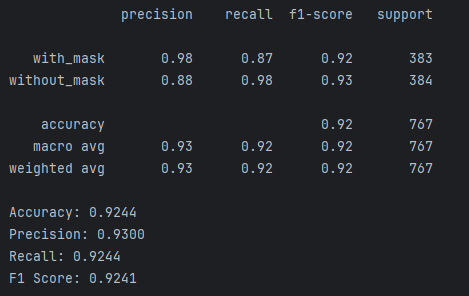 precision recall f1-score support
with_mask 0.98 0.87 0.92 383
without_mask 0.88 0.98 0.93 384
accuracy 0.92 767
macro avg 0.93 0.92 0.92 767
weighted avg 0.93 0.92 0.92 767
Accuracy: 0.9244
Precision: 0.9300
Recall: 0.9244
F1 Score: 0.9241